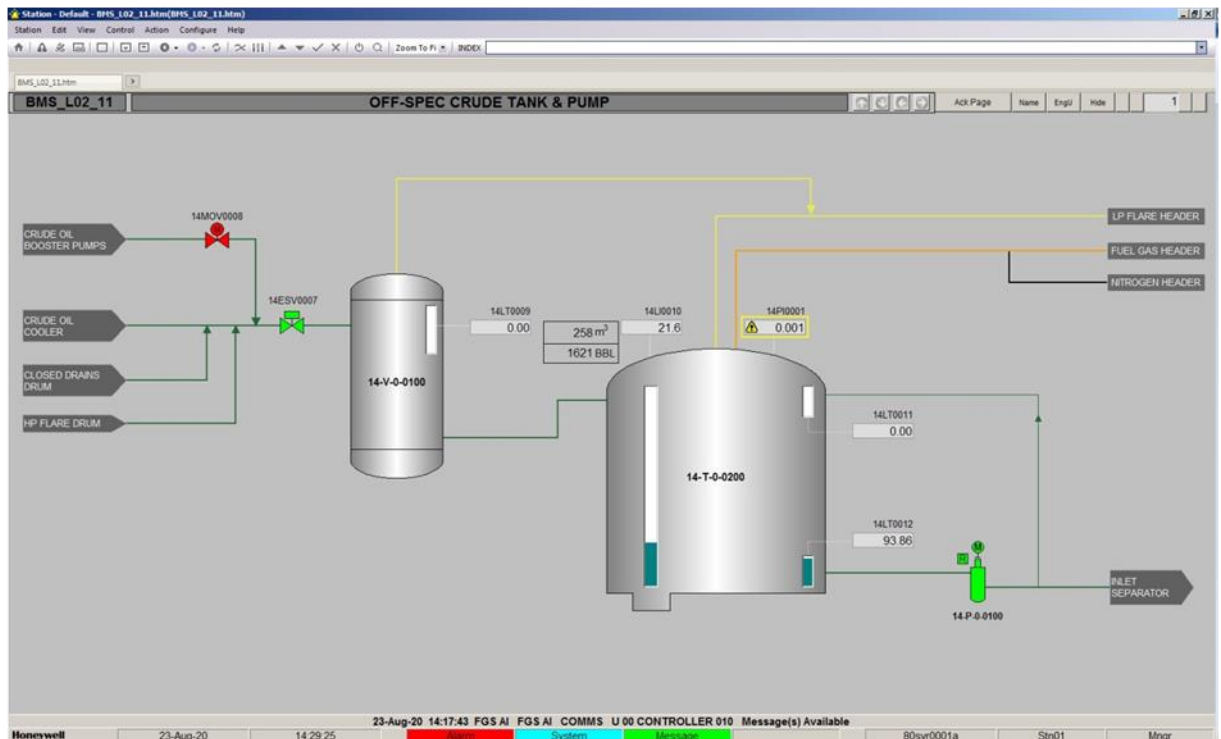 Station - Default - BMS_L02_11.htm(BMS_L02_11.htm)
Station Edit View Control Action Configure Help
Zoom To Fi INDEX
BMS_L02_11.htm
BMS_L02_11 OFF-SPEC CRUDE TANK & PUMP Ack Page Name EngU Hide 1
14MOV0008
M
CRUDE OIL
BOOSTER PUMPS
LP FLARE HEADER
FUEL GAS HEADER
NITROGEN HEADER
14ESV0007
CRUDE OIL
COOLER
14LT0009
0.00
258 m3
1621 BBL
14LI0010
21.6
14PI0001
0.001
CLOSED DRAINS
DRUM
14-V-0-0100
HP FLARE DRUM
14LT0011
0.00
14-T-0-0200
14LT0012
93.86
M
R
INLET
SEPARATOR
14-P-0-0100
23-Aug-20 14:17:43 FGS AI FGS AI COMMS U 00 CONTROLLER 010 Message(s) Available
Honeywell 23-Aug-20 14:29:25 Alarm System Message 80svr0001a Stn01 Mngr